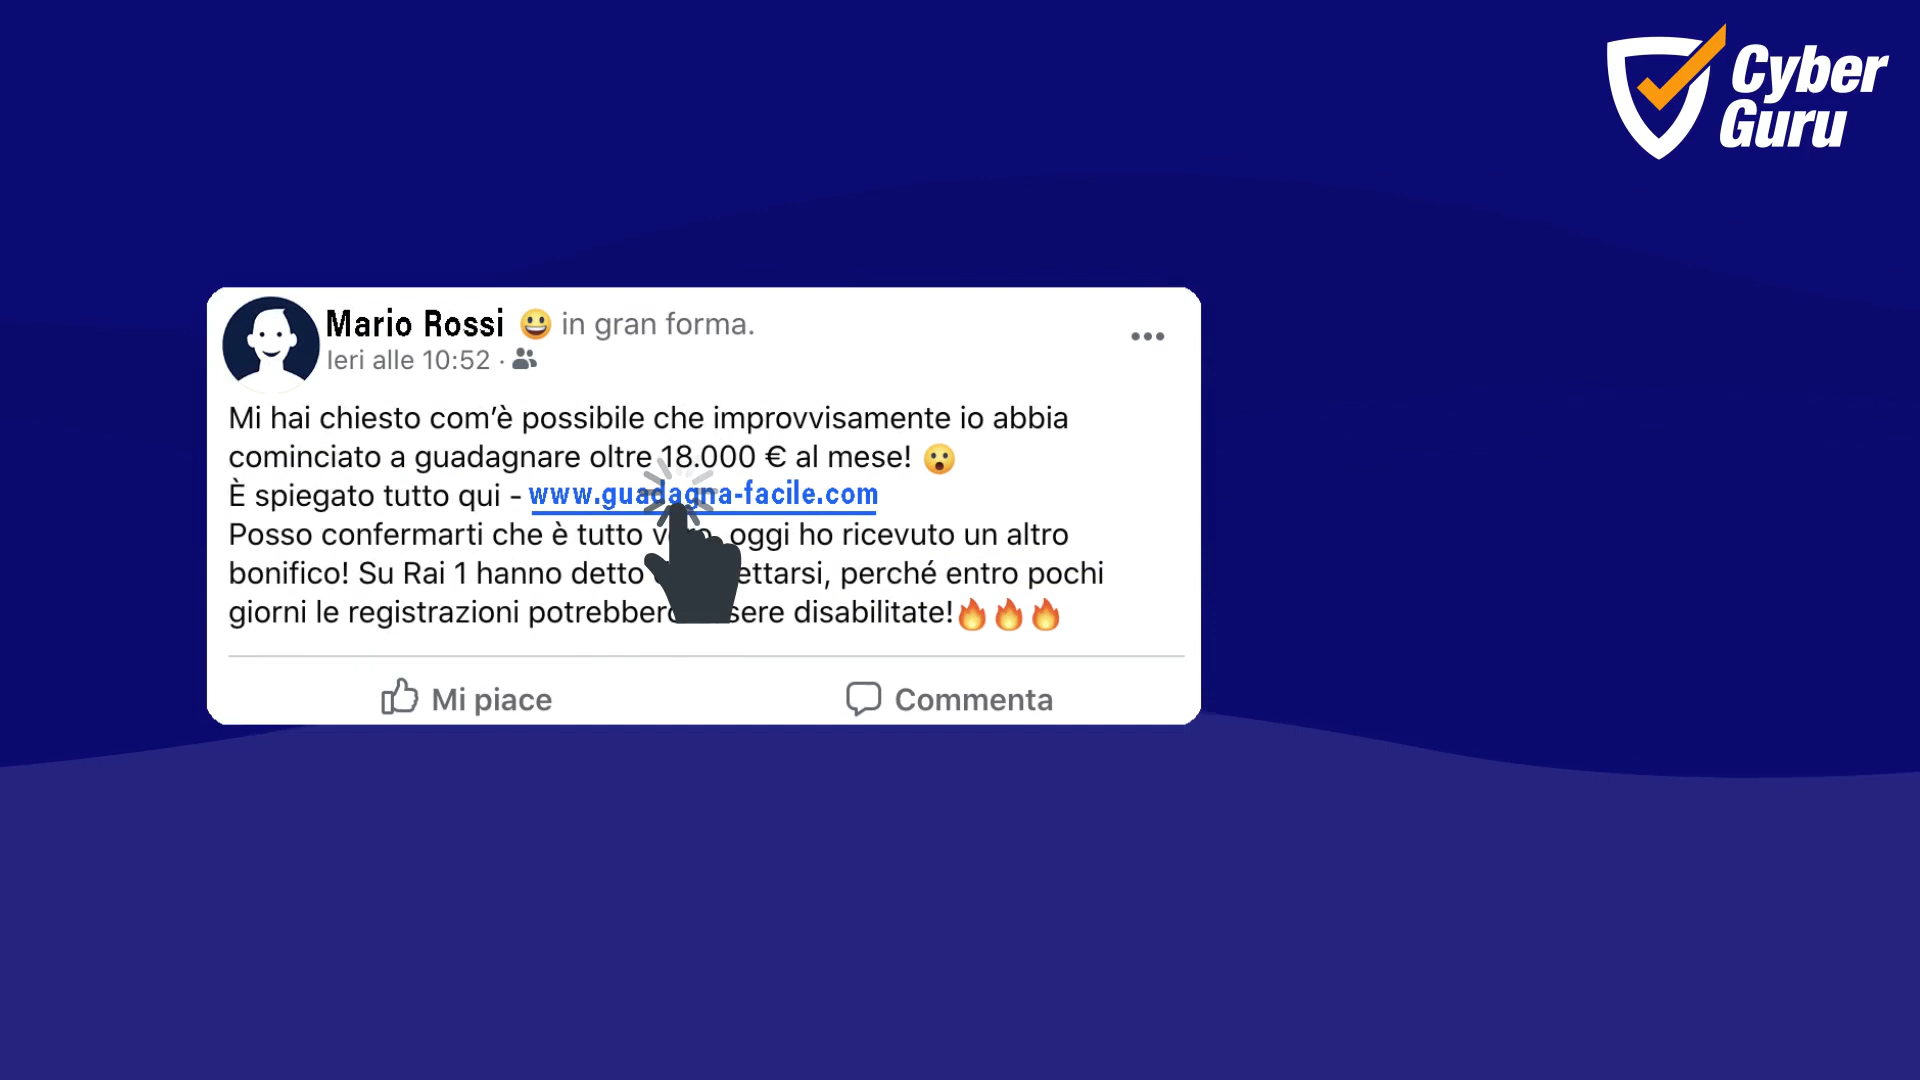 Cyber
Guru
Mario Rossi 😀 in gran forma.
Ieri alle 10:52 ·
Mi hai chiesto com'è possibile che improvvisamente io abbia
cominciato a guadagnare oltre 18.000 € al mese! 😮
È spiegato tutto qui - www.guadagna-facile.com
Posso confermarti che è tutto oggi ho ricevuto un altro
bonifico! Su Rai 1 hanno detto perché entro pochi
giorni le registrazioni potrebbero disabilitate!🔥🔥🔥
Mi piace
Commenta